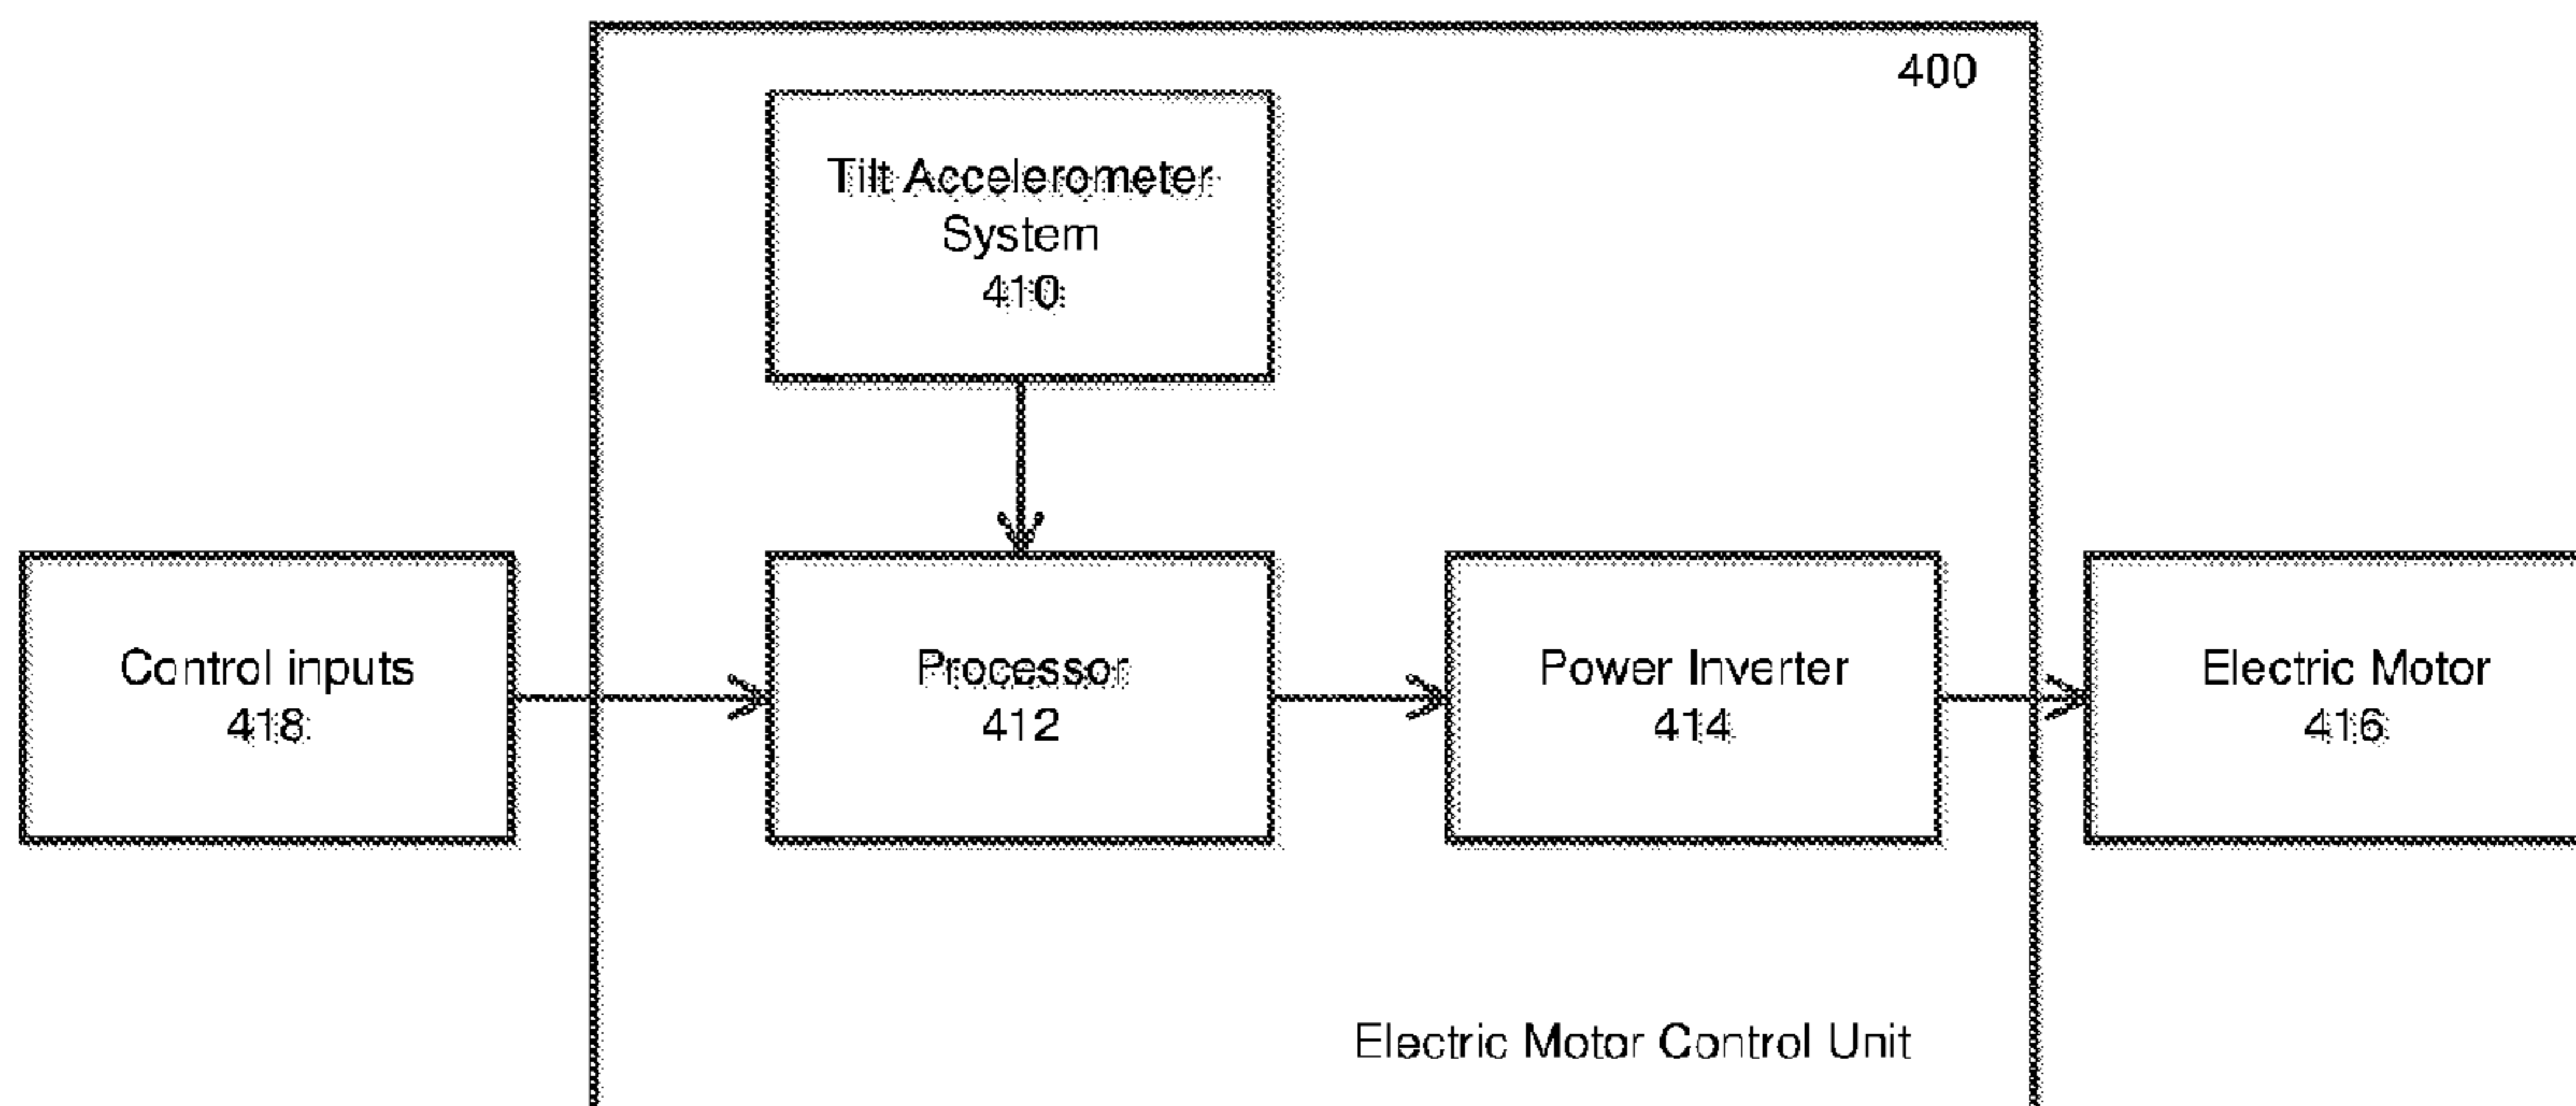 400
Tilt Accelerometer
System
410
Control inputs
418
Processor
412
Power Inverter
414
Electric Motor
416
Electric Motor Control Unit